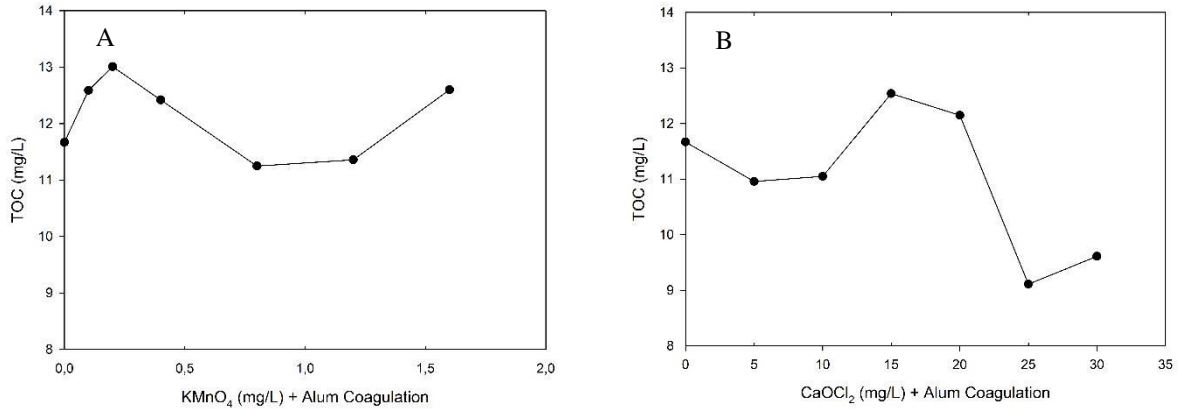 A
14
13
12
11
10
9
8
TOC (mg/L)
0,0 0,5 1,0 1,5 2,0
KMnO₄ (mg/L) + Alum Coagulation
B
14
13
12
11
10
9
8
TOC (mg/L)
0 5 10 15 20 25 30 35
CaOCl₂ (mg/L) + Alum Coagulation